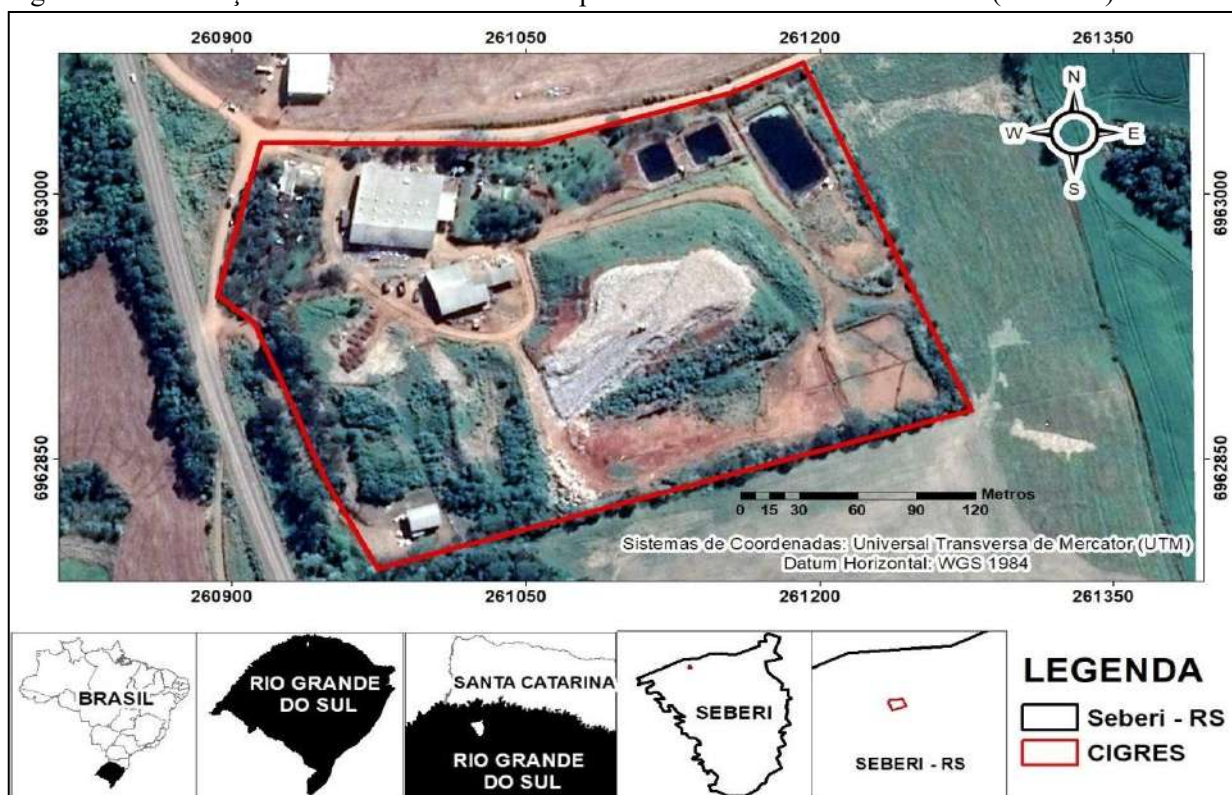 260900 261050 261200 261350
N
W E
S
6963000 6963000
6962850 6962850
Metros
0 15 30 60 90 120
Sistemas de Coordenadas: Universal Transversa de Mercator (UTM)
Datum Horizontal: WGS 1984
260900 261050 261200 261350
BRASIL
RIO GRANDE
DO SUL
SANTA CATARINA
RIO GRANDE
DO SUL
SEBERI
SEBERI - RS
LEGENDA
Seberi - RS
CIGRES